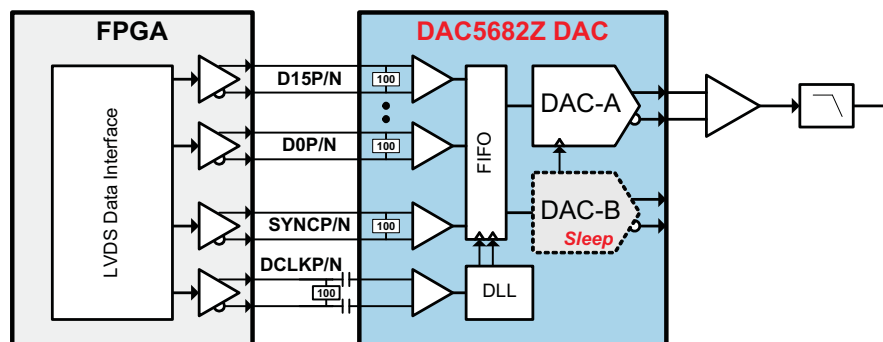 FPGA
DAC5682Z DAC
LVDS Data Interface
D15P/N
100
D0P/N
100
SYNCP/N
100
DCLKP/N
100
FIFO
DLL
DAC-A
DAC-B
Sleep